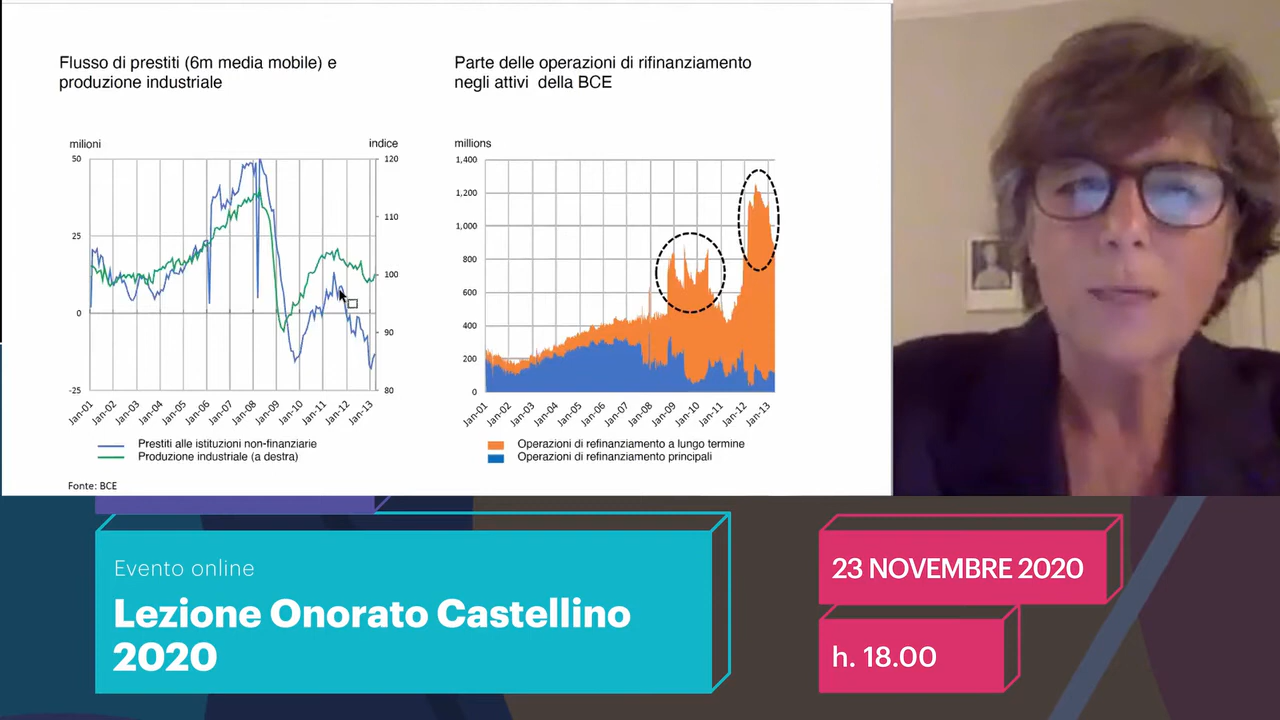 Flusso di prestiti (6m media mobile) e
produzione industriale
milioni
indice
50
25
0
-25
120
110
100
90
80
Jan-01
Jan-02
Jan-03
Jan-04
Jan-05
Jan-06
Jan-07
Jan-08
Jan-09
Jan-10
Jan-11
Jan-12
Jan-13
Prestiti alle istituzioni non-finanziarie
Produzione industriale (a destra)
Fonte: BCE
Parte delle operazioni di rifinanziamento
negli attivi della BCE
millions
1,400
1,200
1,000
800
600
400
200
0
Jan-01
Jan-02
Jan-03
Jan-04
Jan-05
Jan-06
Jan-07
Jan-08
Jan-09
Jan-10
Jan-11
Jan-12
Jan-13
Operazioni di refinanziamento a lungo termine
Operazioni di refinanziamento principali
Evento online
Lezione Onorato Castellino
2020
23 NOVEMBRE 2020
h. 18.00